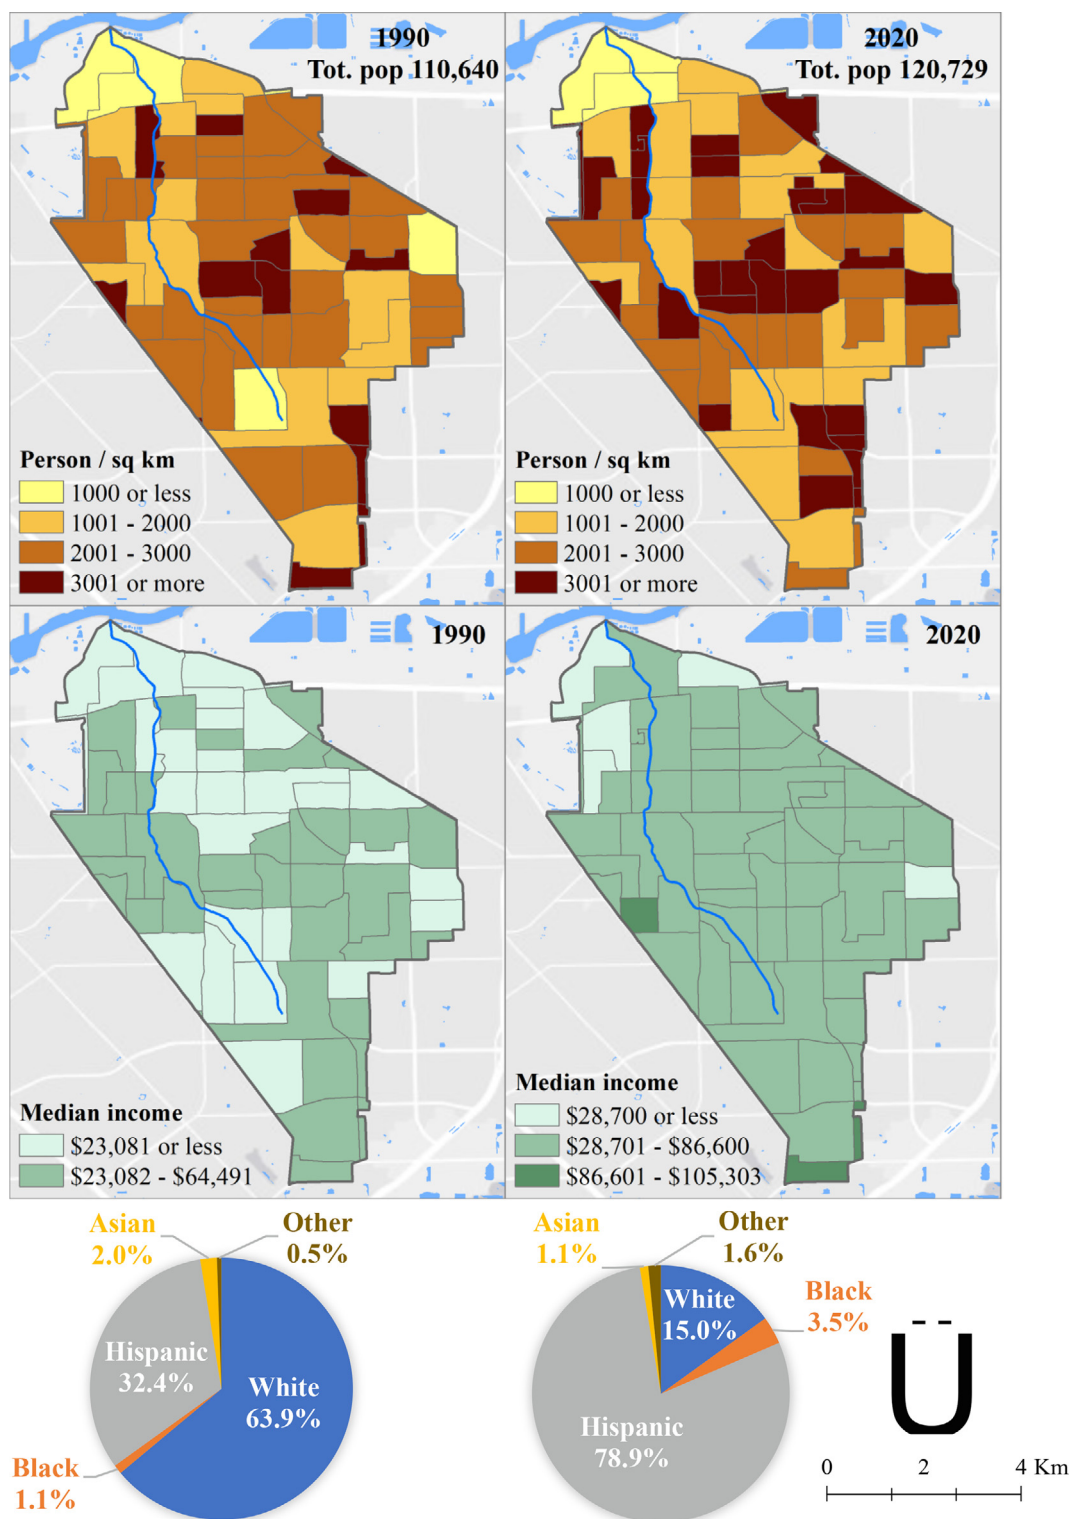 1990
Tot. pop 110,640
Person / sq km
1000 or less
1001 - 2000
2001 - 3000
3001 or more
2020
Tot. pop 120,729
Person / sq km
1000 or less
1001 - 2000
2001 - 3000
3001 or more
1990
Median income
$23,081 or less
$23,082 - $64,491
2020
Median income
$28,700 or less
$28,701 - $86,600
$86,601 - $105,303
Asian
2.0%
Other
0.5%
Hispanic
32.4%
White
63.9%
Black
1.1%
Asian
1.1%
Other
1.6%
White
15.0%
Black
3.5%
Hispanic
78.9%
Ü
0 2 4 Km